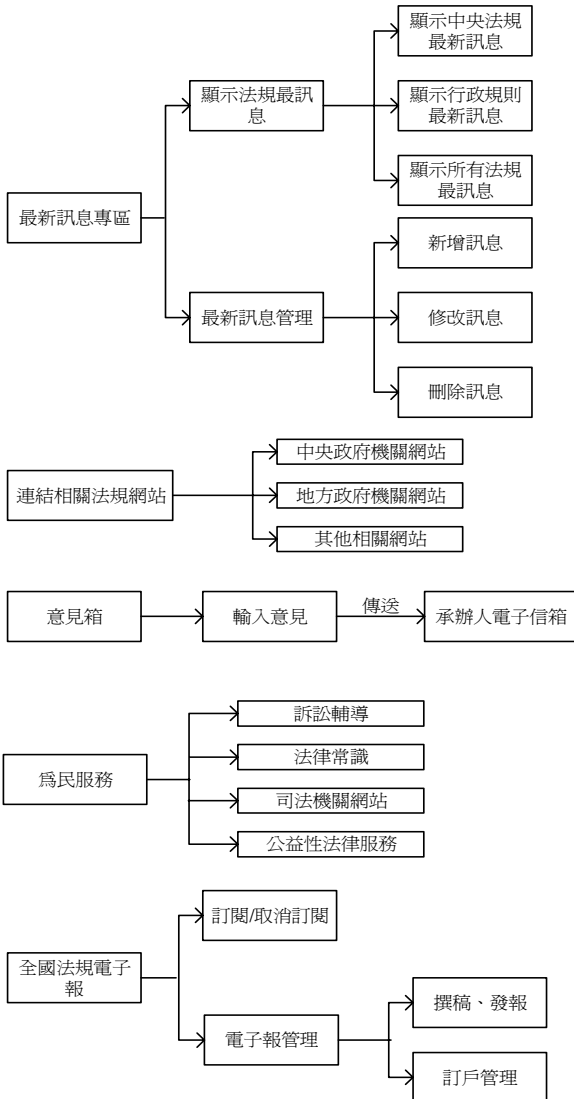 顯示中央法規
最新訊息
顯示法規最訊
息
顯示行政規則
最新訊息
顯示所有法規
最訊息
最新訊息專區
新增訊息
最新訊息管理
修改訊息
刪除訊息
中央政府機關網站
連結相關法規網站
地方政府機關網站
其他相關網站
意見箱
輸入意見
傳送
承辦人電子信箱
訴訟輔導
為民服務
法律常識
司法機關網站
公益性法律服務
訂閱/取消訂閱
全國法規電子
報
電子報管理
撰稿、發報
訂戶管理